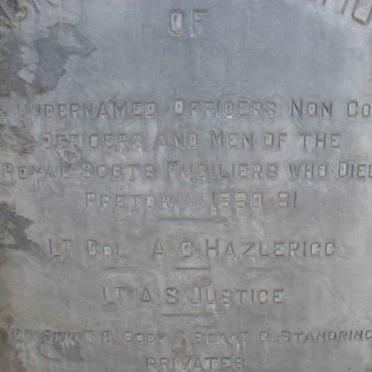 OF
UNDERNAMED OFFICERS NON CO
OFFICERS AND MEN OF THE
ROYAL SCOTS FUSILIERS WHO DIED
PRETORIA 1880-81
LT COL A.C. HAZLERIGG
LT A.S. JUSTICE
SERGT G. STANDRING
PRIVATES